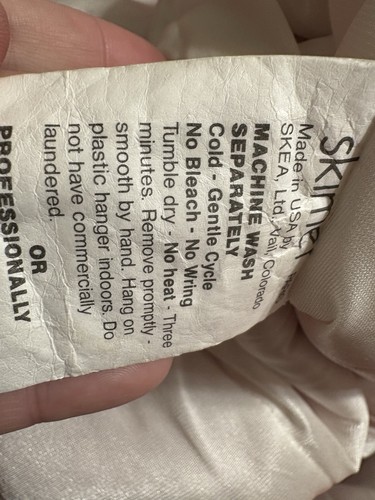 Made in USA by
SKEA, Ltd., Vail, Colorado
MACHINE WASH
SEPARATELY
Cold - Gentle Cycle
No Bleach - No Wring
Tumble dry - No heat - Three
minutes. Remove promptly -
smooth by hand. Hang on
plastic hanger indoors. Do
not have commercially
laundered.
OR
PROFESSIONALLY